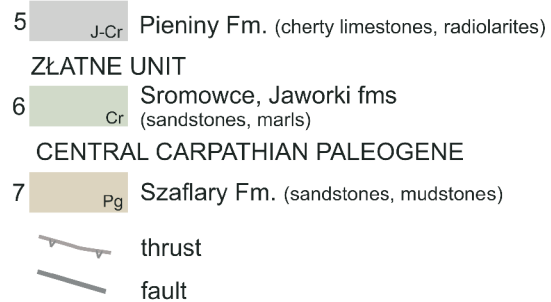 5 J-Cr Pieniny Fm. (cherty limestones, radiolarites)
ZŁATNE UNIT
6 Cr Sromowce, Jaworki fms
(sandstones, marls)
CENTRAL CARPATHIAN PALEOGENE
7 Pg Szaflary Fm. (sandstones, mudstones)
thrust
fault